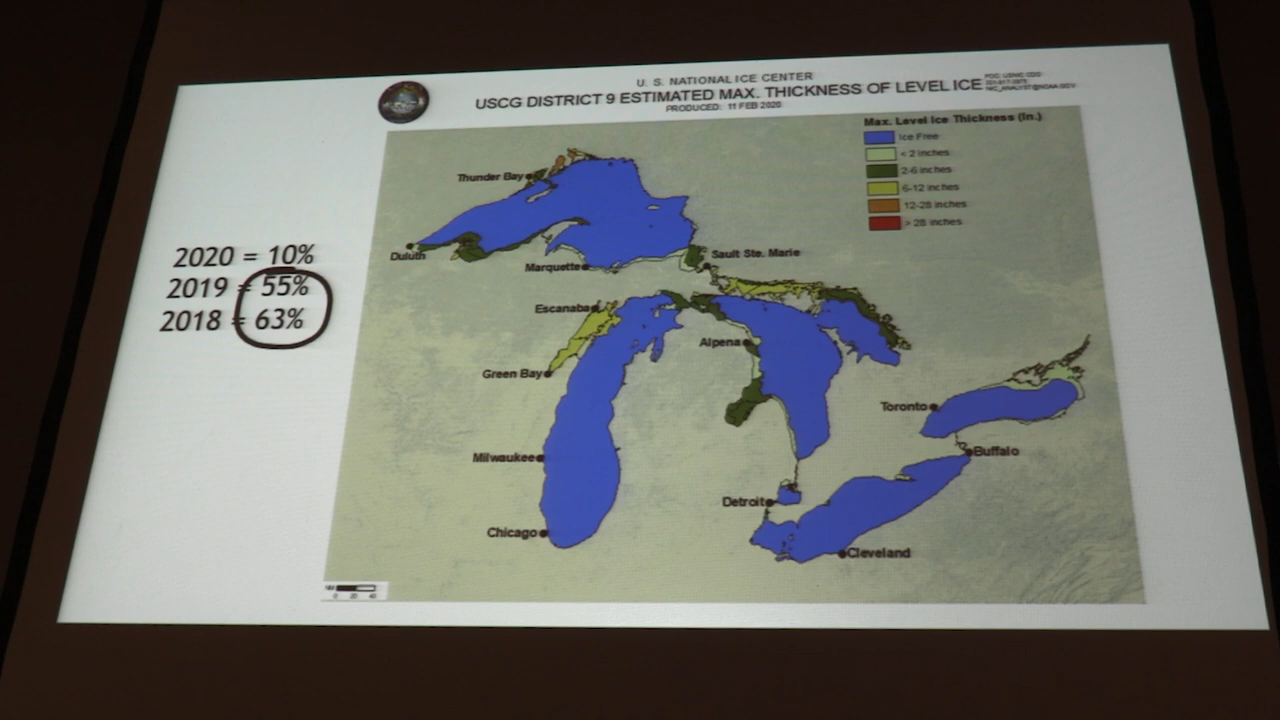 U. S. NATIONAL ICE CENTER
USCG DISTRICT 9 ESTIMATED MAX. THICKNESS OF LEVEL ICE
PRODUCED: 11 FEB 2020
Max. Level Ice Thickness (In.)
Ice Free
< 2 inches
2-6 inches
6-12 inches
12-28 inches
> 28 inches
2020 = 10%
2019 = 55%
2018 = 63%
Thunder Bay
Duluth
Marquette
Sault Ste. Marie
Escanaba
Alpena
Green Bay
Toronto
Milwaukee
Buffalo
Detroit
Chicago
Cleveland